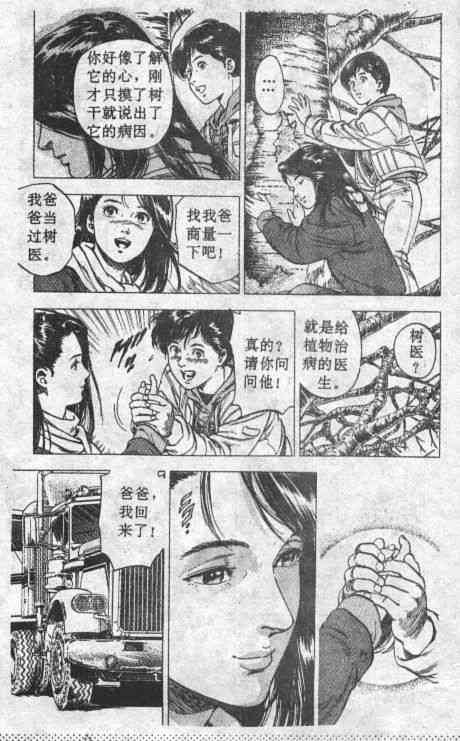 ……
你好像了解
它的心，刚
才只摸了树
干就说出了
它的病因。
找我爸
商量一
下吧！
我爸
爸当
过树
医。
树
医？
就是给
植物治
病的医
生。
真的？
请你问
问他！
爸爸，
我回
来了！